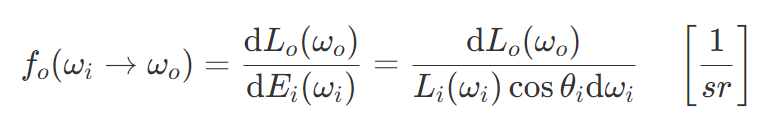 f_o(ω_i → ω_o) = dL_o(ω_o) / dE_i(ω_i) = dL_o(ω_o) / L_i(ω_i) cos θ_i dω_i [1 / sr]